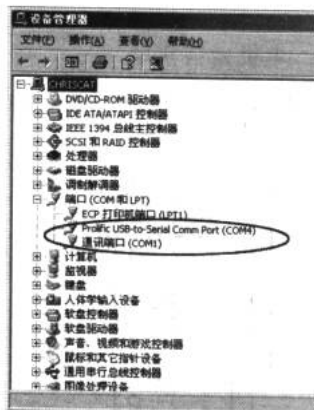 设备管理器
文件(F) 操作(A) 查看(V) 帮助(H)
CHRISCAT
DVD/CD-ROM 驱动器
IDE ATA/ATAPI 控制器
IEEE 1394 总线主控制器
SCSI 和 RAID 控制器
处理器
磁盘驱动器
调制解调器
端口 (COM 和 LPT)
ECP 打印机端口 (LPT1)
Prolific USB-to-Serial Comm Port (COM4)
通讯端口 (COM1)
计算机
监视器
键盘
人体学输入设备
软盘控制器
软盘驱动器
声音、视频和游戏控制器
鼠标和其它指针设备
通用串行总线控制器
图像处理设备